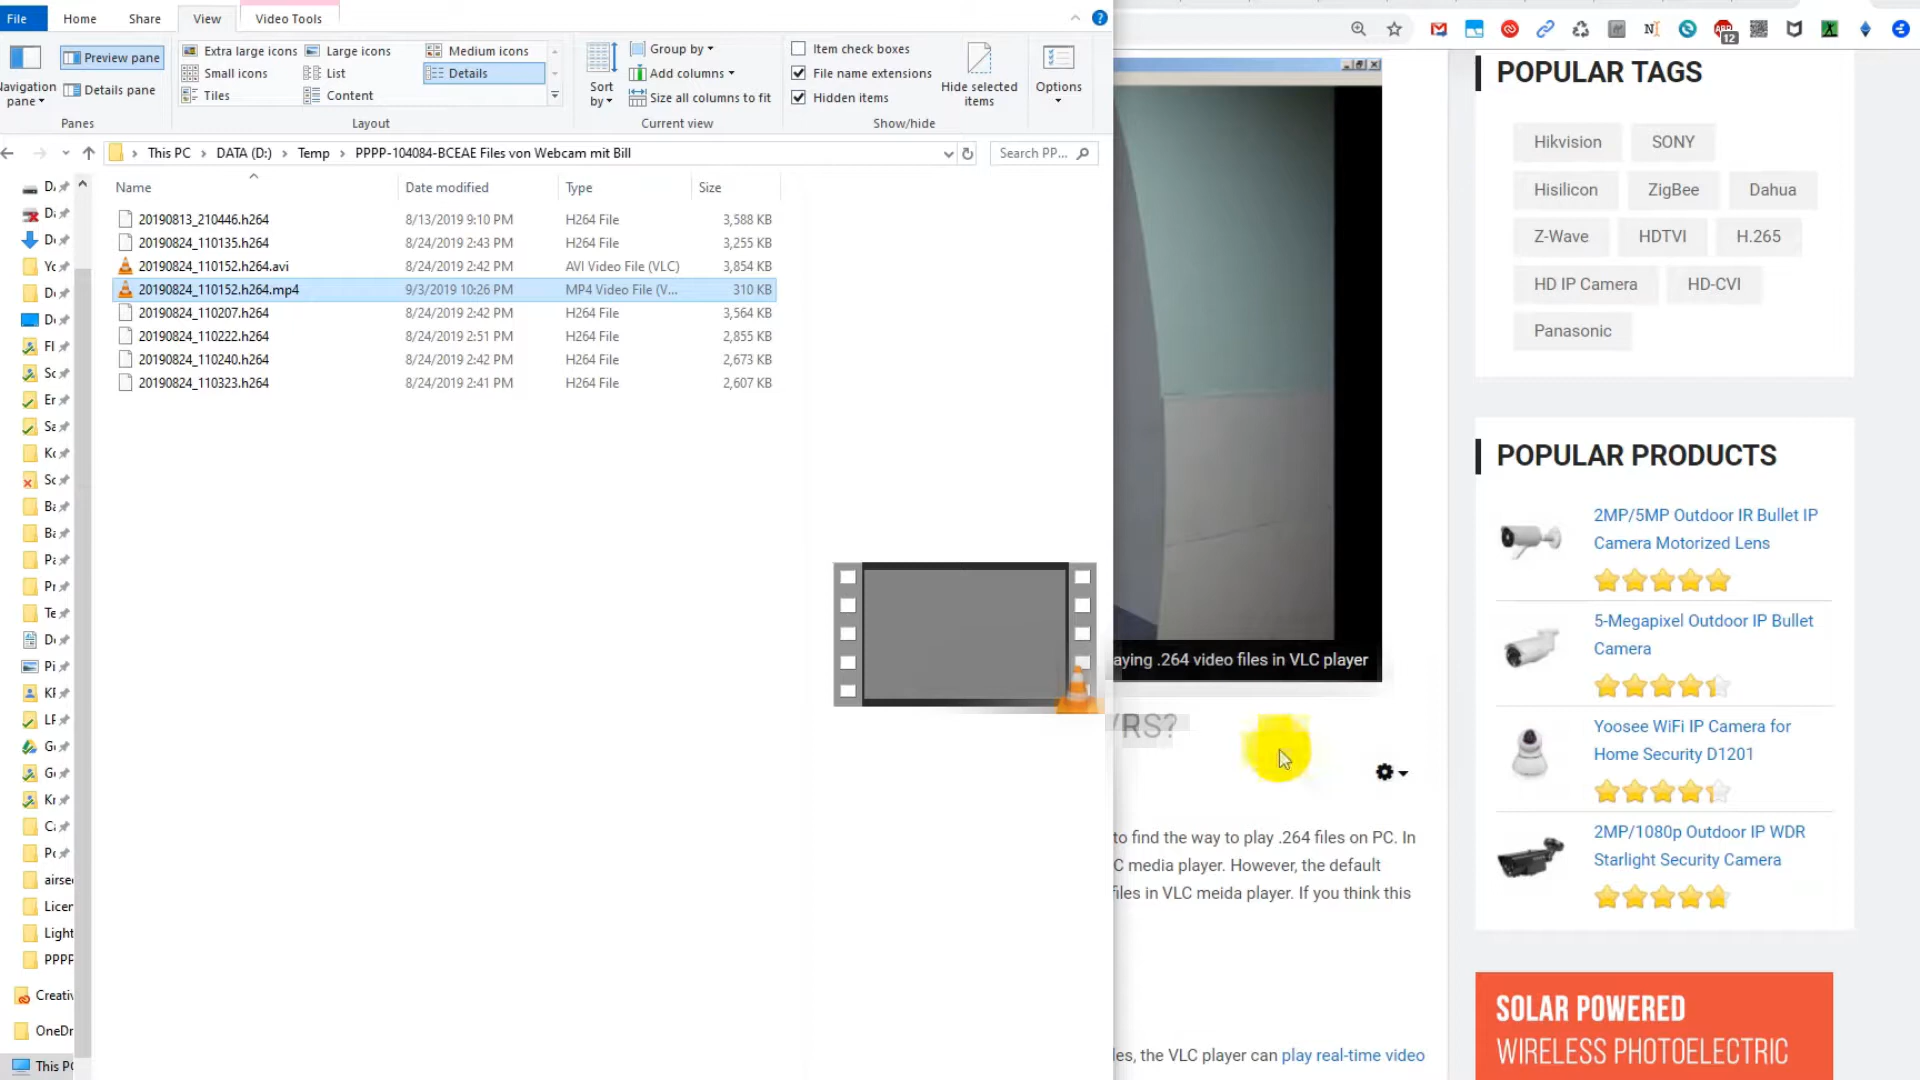 File
Home
Share
View
Video Tools
?
Navigation
pane
Preview pane
Details pane
Panes
Extra large icons
Large icons
Medium icons
Small icons
List
Details
Tiles
Content
Layout
Sort
by
Group by
Add columns
Size all columns to fit
Current view
Item check boxes
File name extensions
Hidden items
Hide selected
items
Show/hide
Options
This PC > DATA (D:) > Temp > PPPP-104084-BCEAE Files von Webcam mit Bill
Search PP...
Name
Date modified
Type
Size
20190813_210446.h264 8/13/2019 9:10 PM H264 File 3,588 KB
20190824_110135.h264 8/24/2019 2:43 PM H264 File 3,255 KB
20190824_110152.h264.avi 8/24/2019 2:42 PM AVI Video File (VLC) 3,854 KB
20190824_110152.h264.mp4 9/3/2019 10:26 PM MP4 Video File (V... 310 KB
20190824_110207.h264 8/24/2019 2:42 PM H264 File 3,564 KB
20190824_110222.h264 8/24/2019 2:51 PM H264 File 2,855 KB
20190824_110240.h264 8/24/2019 2:42 PM H264 File 2,673 KB
20190824_110323.h264 8/24/2019 2:41 PM H264 File 2,607 KB
airsec
Licen
Light
PPPP
Creativ
OneDr
This PC
12
aying .264 video files in VLC player
VRS?
to find the way to play .264 files on PC. In
C media player. However, the default
files in VLC meida player. If you think this
les, the VLC player can play real-time video
POPULAR TAGS
Hikvision
SONY
Hisilicon
ZigBee
Dahua
Z-Wave
HDTVI
H.265
HD IP Camera
HD-CVI
Panasonic
POPULAR PRODUCTS
2MP/5MP Outdoor IR Bullet IP
Camera Motorized Lens
5-Megapixel Outdoor IP Bullet
Camera
Yoosee WiFi IP Camera for
Home Security D1201
2MP/1080p Outdoor IP WDR
Starlight Security Camera
SOLAR POWERED
WIRELESS PHOTOELECTRIC